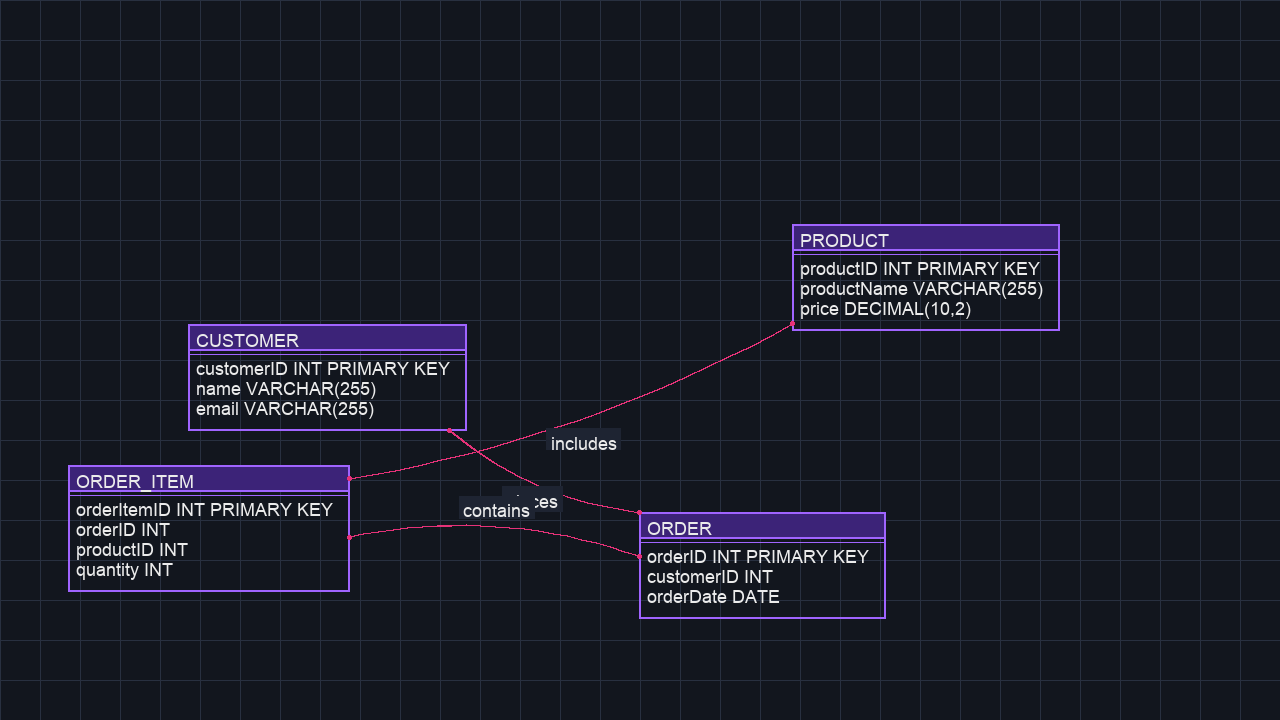 PRODUCT
productID INT PRIMARY KEY
productName VARCHAR(255)
price DECIMAL(10,2)
CUSTOMER
customerID INT PRIMARY KEY
name VARCHAR(255)
email VARCHAR(255)
includes
ORDER_ITEM
orderItemID INT PRIMARY KEY
orderID INT
productID INT
quantity INT
contains
ORDER
orderID INT PRIMARY KEY
customerID INT
orderDate DATE